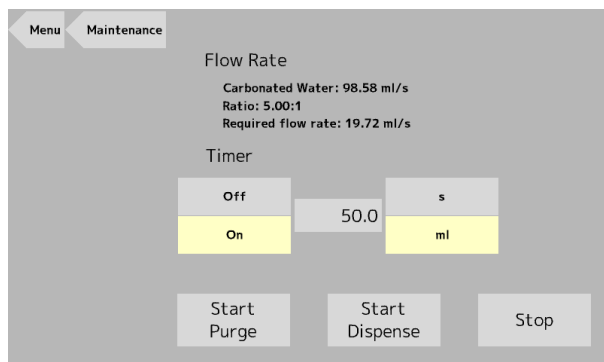 Menu
Maintenance
Flow Rate
Carbonated Water: 98.58 ml/s
Ratio: 5.00:1
Required flow rate: 19.72 ml/s
Timer
Off
s
50.0
On
ml
Start
Purge
Start
Dispense
Stop